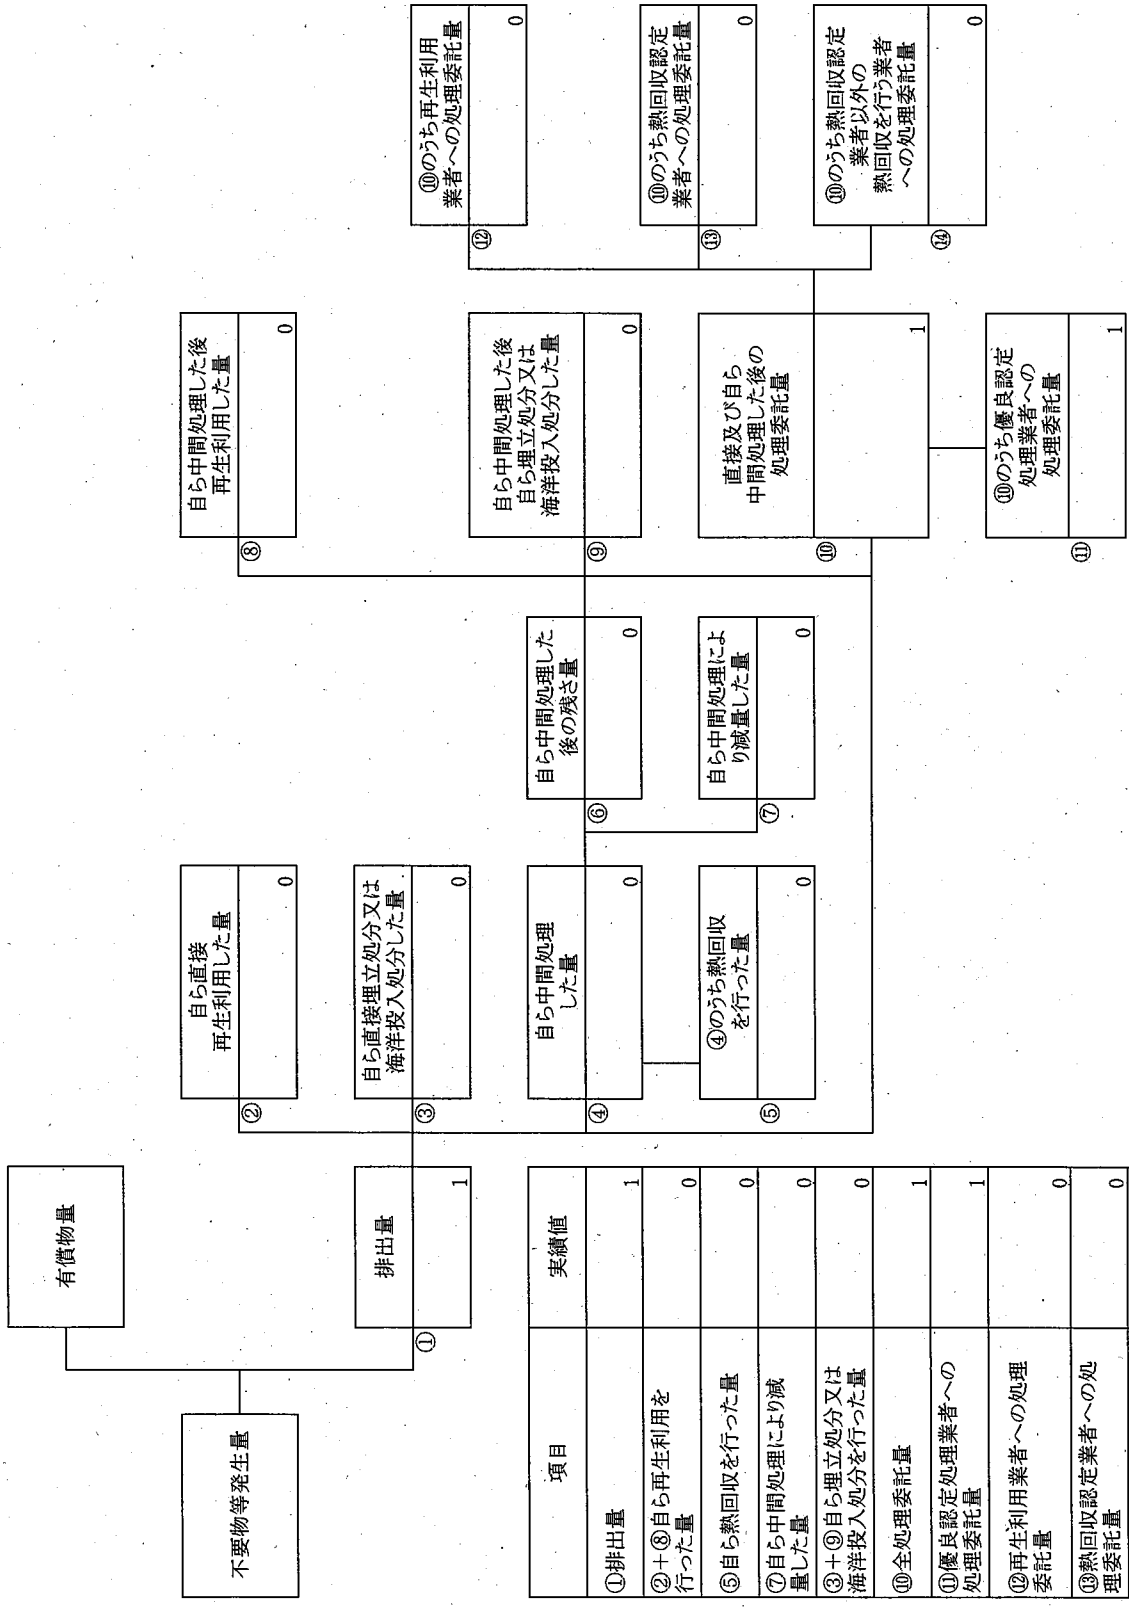 不要物等発生量
有償物量
排出量
①
1
自ら直接
再生利用した量
②
0
自ら直接埋立処分又は
海洋投入処分した量
③
0
自ら中間処理
した量
④
0
④のうち熱回収
を行った量
⑤
0
自ら中間処理した
後の残さ量
⑥
0
自ら中間処理によ
り減量した量
⑦
0
自ら中間処理した後
再生利用した量
⑧
0
自ら中間処理した後
自ら埋立処分又は
海洋投入処分した量
⑨
0
直接及び自ら
中間処理した後の
処理委託量
⑩
1
⑩のうち優良認定
処理業者への
処理委託量
⑪
1
⑩のうち再生利用
業者への処理委託量
⑫
0
⑩のうち熱回収認定
業者への処理委託量
⑬
0
⑩のうち熱回収認定
業者以外の
熱回収を行う業者
への処理委託量
⑭
0
項目 実績値
①排出量 1
②+⑧自ら再生利用を
行った量 0
⑤自ら熱回収を行った量 0
⑦自ら中間処理により減
量した量 0
③+⑨自ら埋立処分又は
海洋投入処分を行った量 0
⑩全処理委託量 1
⑪優良認定処理業者への
処理委託量 1
⑫再生利用業者への処理
委託量 0
⑬熱回収認定業者への処
理委託量 0